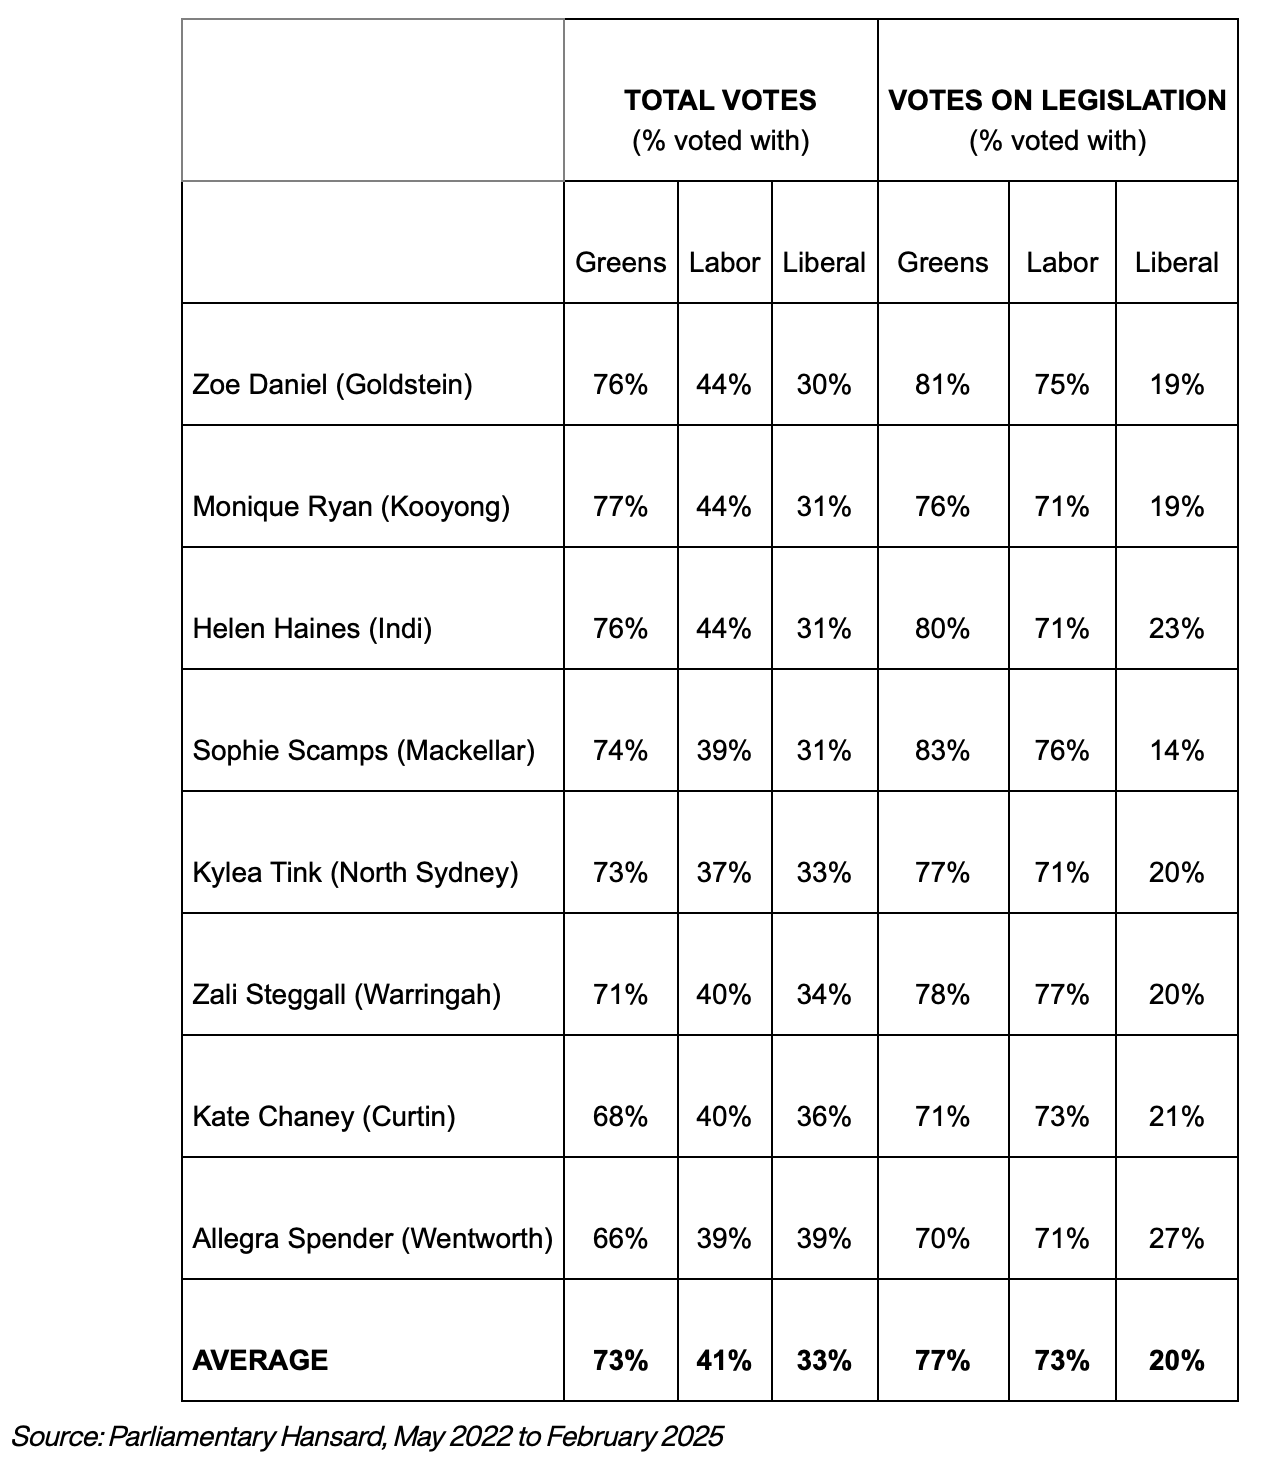 TOTAL VOTES VOTES ON LEGISLATION
(% voted with) (% voted with)
Greens Labor Liberal Greens Labor Liberal
Zoe Daniel (Goldstein) 76% 44% 30% 81% 75% 19%
Monique Ryan (Kooyong) 77% 44% 31% 76% 71% 19%
Helen Haines (Indi) 76% 44% 31% 80% 71% 23%
Sophie Scamps (Mackellar) 74% 39% 31% 83% 76% 14%
Kylea Tink (North Sydney) 73% 37% 33% 77% 71% 20%
Zali Steggall (Warringah) 71% 40% 34% 78% 77% 20%
Kate Chaney (Curtin) 68% 40% 36% 71% 73% 21%
Allegra Spender (Wentworth) 66% 39% 39% 70% 71% 27%
AVERAGE 73% 41% 33% 77% 73% 20%
Source: Parliamentary Hansard, May 2022 to February 2025